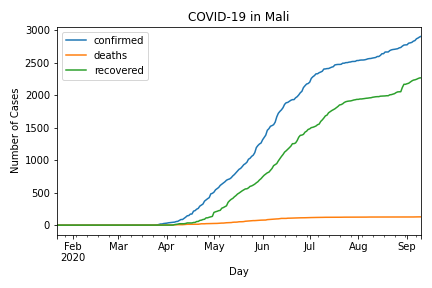 COVID-19 in Mali
3000
2500
2000
1500
1000
500
0
Number of Cases
confirmed
deaths
recovered
Feb Mar Apr May Jun Jul Aug Sep
2020
Day